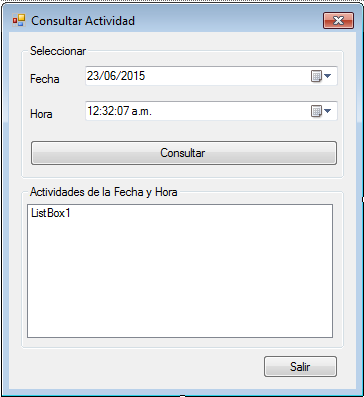 Consultar Actividad
Seleccionar
Fecha 23/06/2015
Hora 12:32:07 a.m.
Consultar
Actividades de la Fecha y Hora
ListBox1
Salir